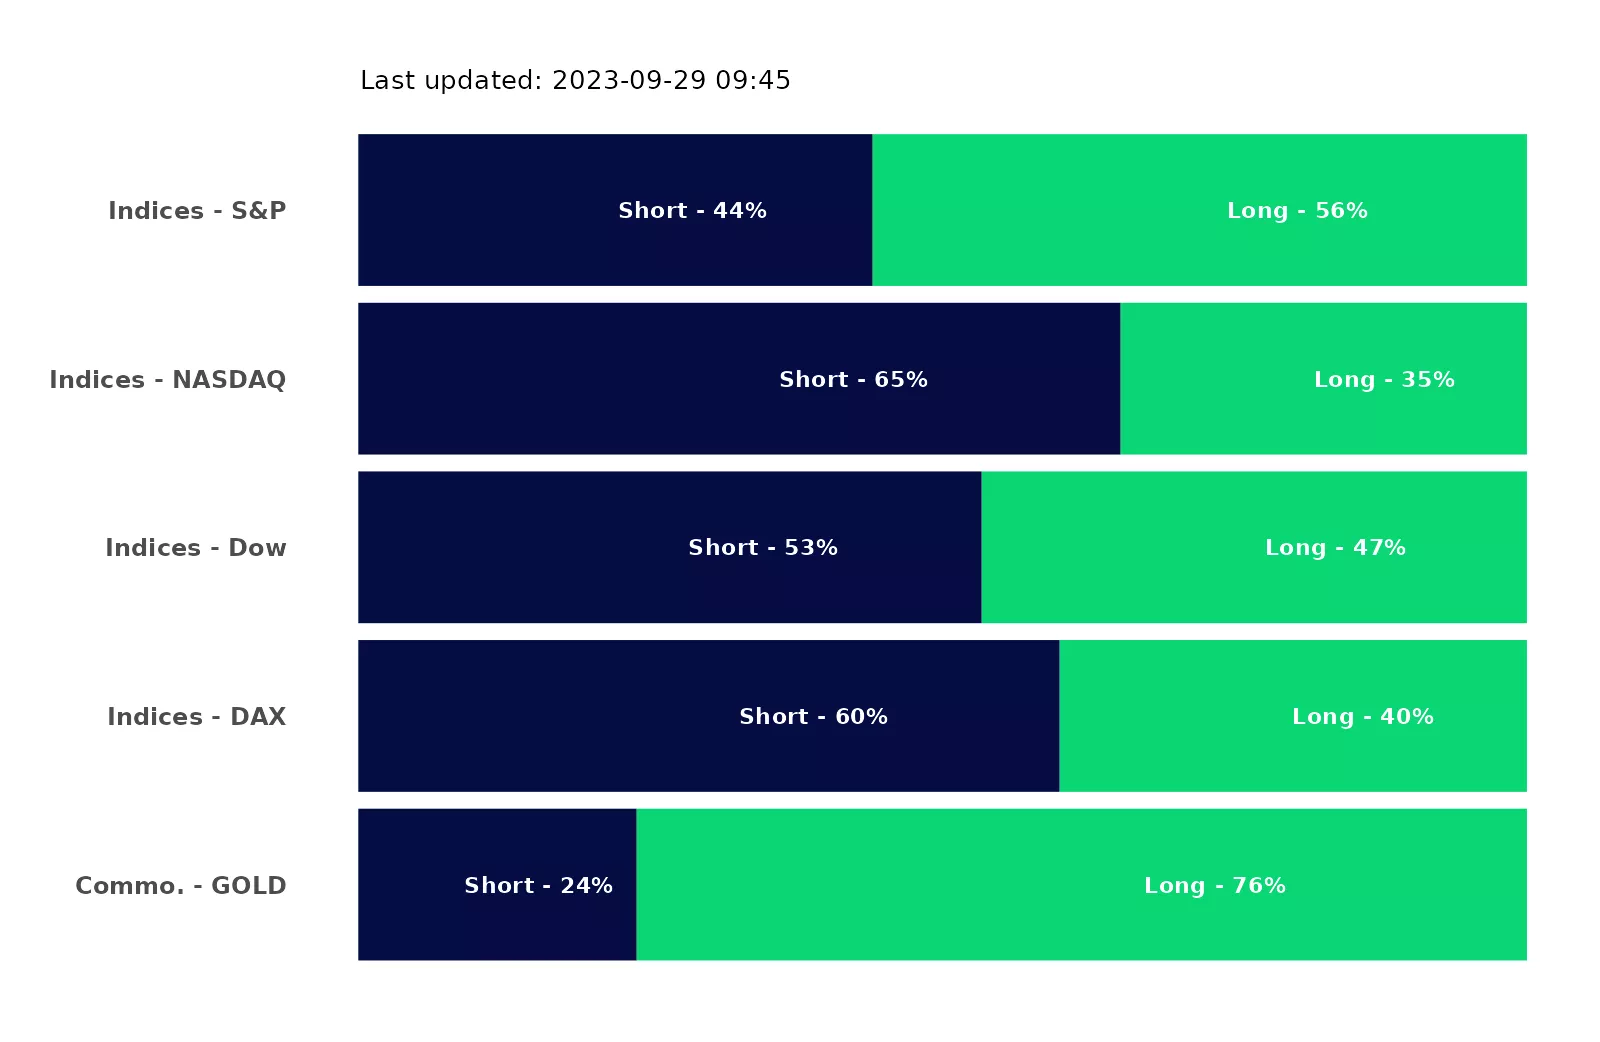 Last updated: 2023-09-29 09:45
Indices - S&P Short - 44% Long - 56%
Indices - NASDAQ Short - 65% Long - 35%
Indices - Dow Short - 53% Long - 47%
Indices - DAX Short - 60% Long - 40%
Commo. - GOLD Short - 24% Long - 76%